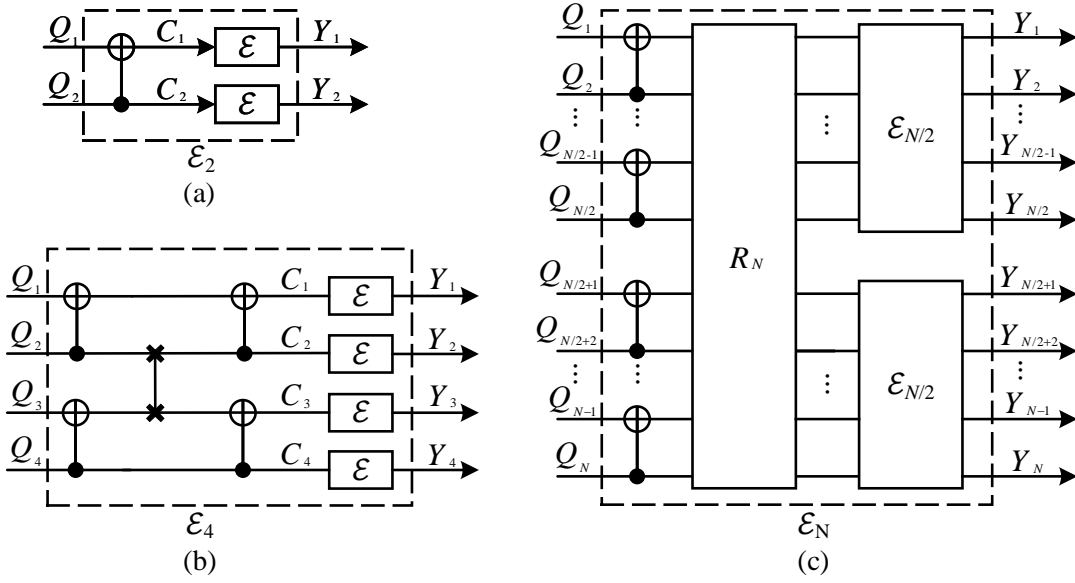 Q₁ C₁ ℰ Y₁
Q₂ C₂ ℰ Y₂
ℰ₂
(a)
Q₁ C₁ ℰ Y₁
Q₂ C₂ ℰ Y₂
Q₃ C₃ ℰ Y₃
Q₄ C₄ ℰ Y₄
ℰ₄
(b)
Q₁ Y₁
Q₂ Y₂
⋮ ⋮ ⋮ ℰ_{N/2} ⋮
Q_{N/2-1} Y_{N/2-1}
Q_{N/2} Y_{N/2}
R_N
Q_{N/2+1} Y_{N/2+1}
Q_{N/2+2} Y_{N/2+2}
⋮ ⋮ ⋮ ℰ_{N/2} ⋮
Q_{N-1} Y_{N-1}
Q_N Y_N
ℰ_N
(c)